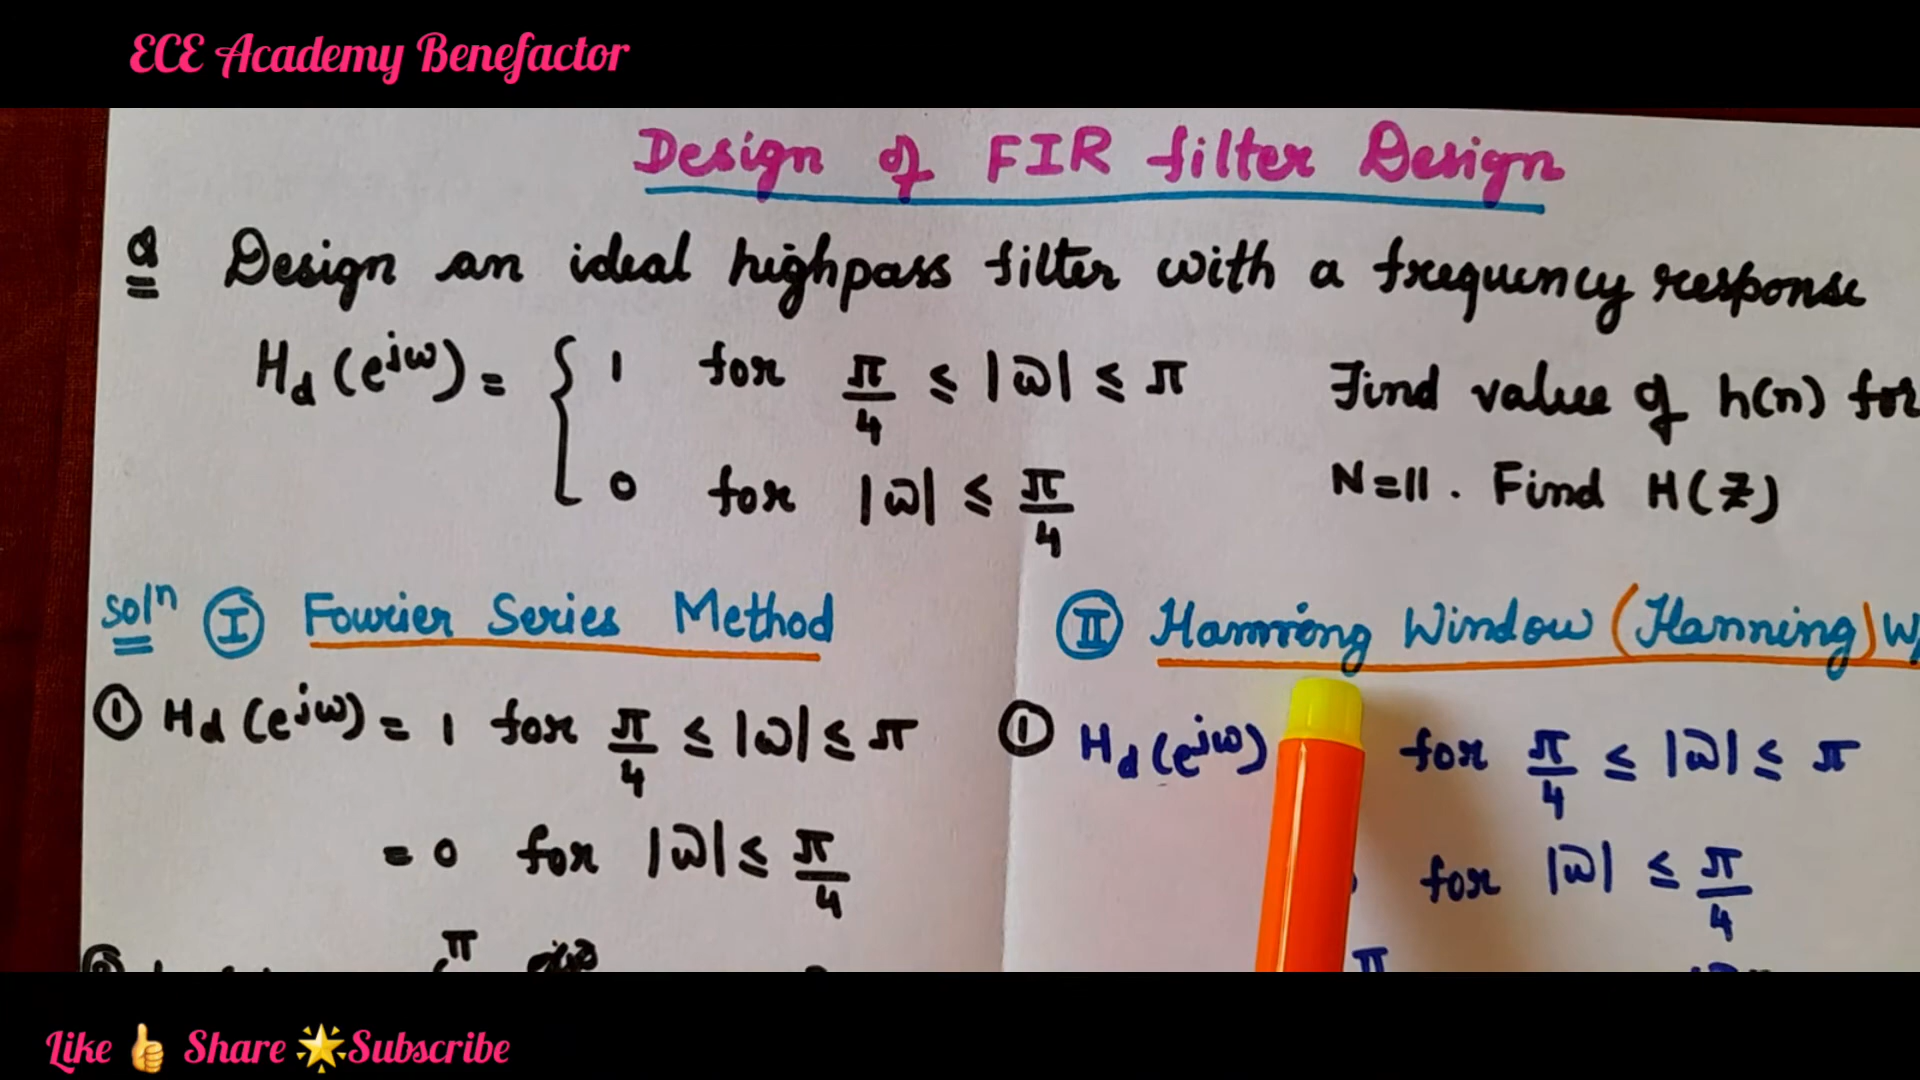 ECE Academy Benefactor
Design of FIR filter Design
Q Design an ideal highpass filter with a frequency response
Hd(e^jω) = { 1 for π/4 ≤ |ω| ≤ π
0 for |ω| ≤ π/4
Find value of h(n) for
N=11. Find H(Z)
Solⁿ Ⓘ Fourier Series Method
① Hd(e^jω) = 1 for π/4 ≤ |ω| ≤ π
= 0 for |ω| ≤ π/4
Ⓘ︎Ⓘ Hamming Window (Hanning)
① Hd(e^jω) for π/4 ≤ |ω| ≤ π
for |ω| ≤ π/4
Like 👍 Share 🌟Subscribe